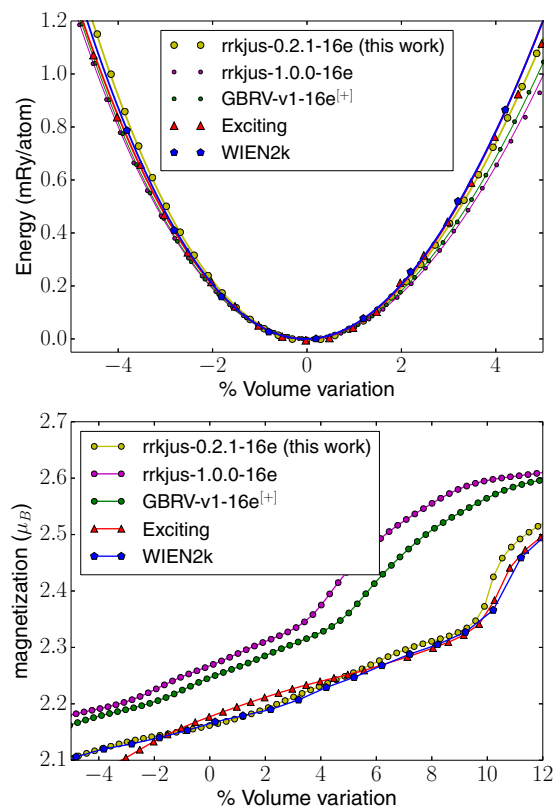 1.2
1.0
0.8
0.6
0.4
0.2
0.0
Energy (mRy/atom)
rrkjus-0.2.1-16e (this work)
rrkjus-1.0.0-16e
GBRV-v1-16e[+]
Exciting
WIEN2k
−4 −2 0 2 4
% Volume variation
2.7
2.6
2.5
2.4
2.3
2.2
2.1
magnetization (μB)
rrkjus-0.2.1-16e (this work)
rrkjus-1.0.0-16e
GBRV-v1-16e[+]
Exciting
WIEN2k
−4 −2 0 2 4 6 8 10 12
% Volume variation